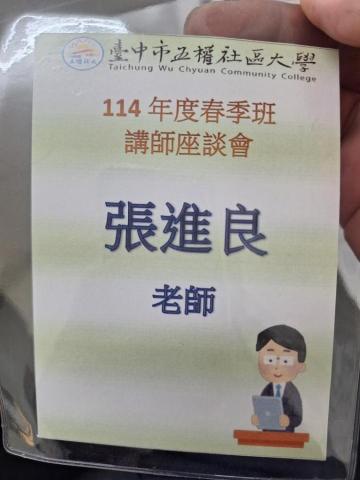 臺中市五權社區大學
Taichung Wu Chyuan Community College
114 年度春季班
講師座談會
張進良
老師